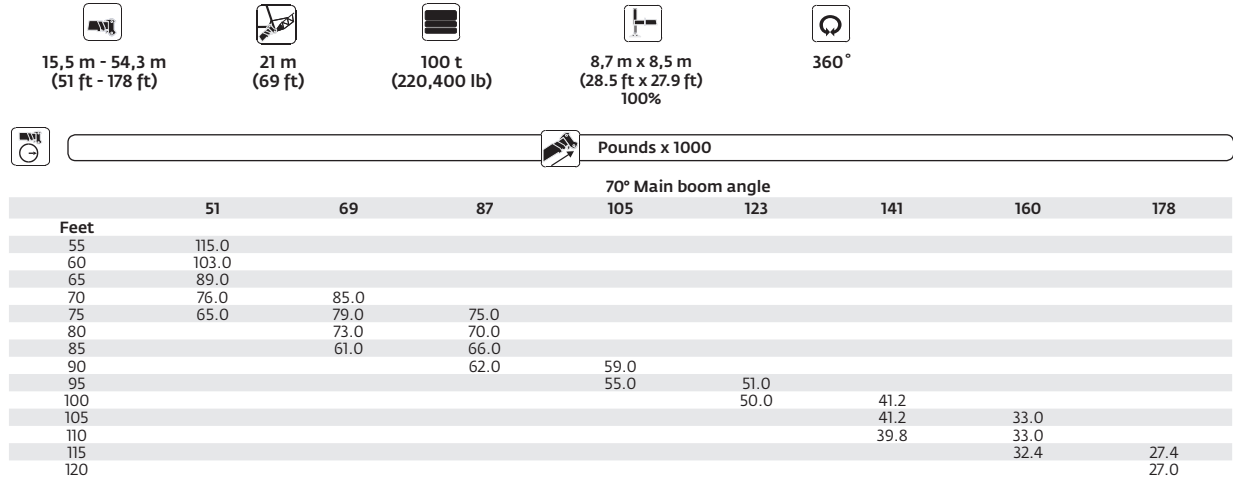 15,5 m - 54,3 m 21 m 100 t 8,7 m x 8,5 m 360°
(51 ft - 178 ft) (69 ft) (220,400 lb) (28.5 ft x 27.9 ft)
100%
Pounds x 1000
70° Main boom angle
51 69 87 105 123 141 160 178
Feet
55 115.0
60 103.0
65 89.0
70 76.0 85.0
75 65.0 79.0 75.0
80 73.0 70.0
85 61.0 66.0
90 62.0 59.0
95 55.0 51.0
100 50.0 41.2
105 41.2 33.0
110 39.8 33.0
115 32.4 27.4
120 27.0